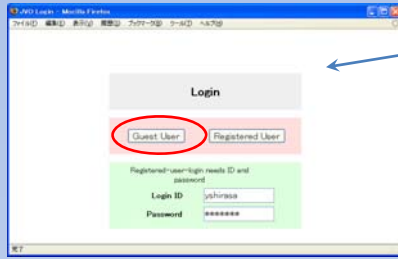 JVO Login - Mozilla Firefox
ファイル(F) 編集(E) 表示(V) 履歴(S) ブックマーク(B) ツール(T) ヘルプ(H)
Login
Guest User Registered User
Registered-user-login needs ID and
password
Login ID yshirasa
Password *******
完了